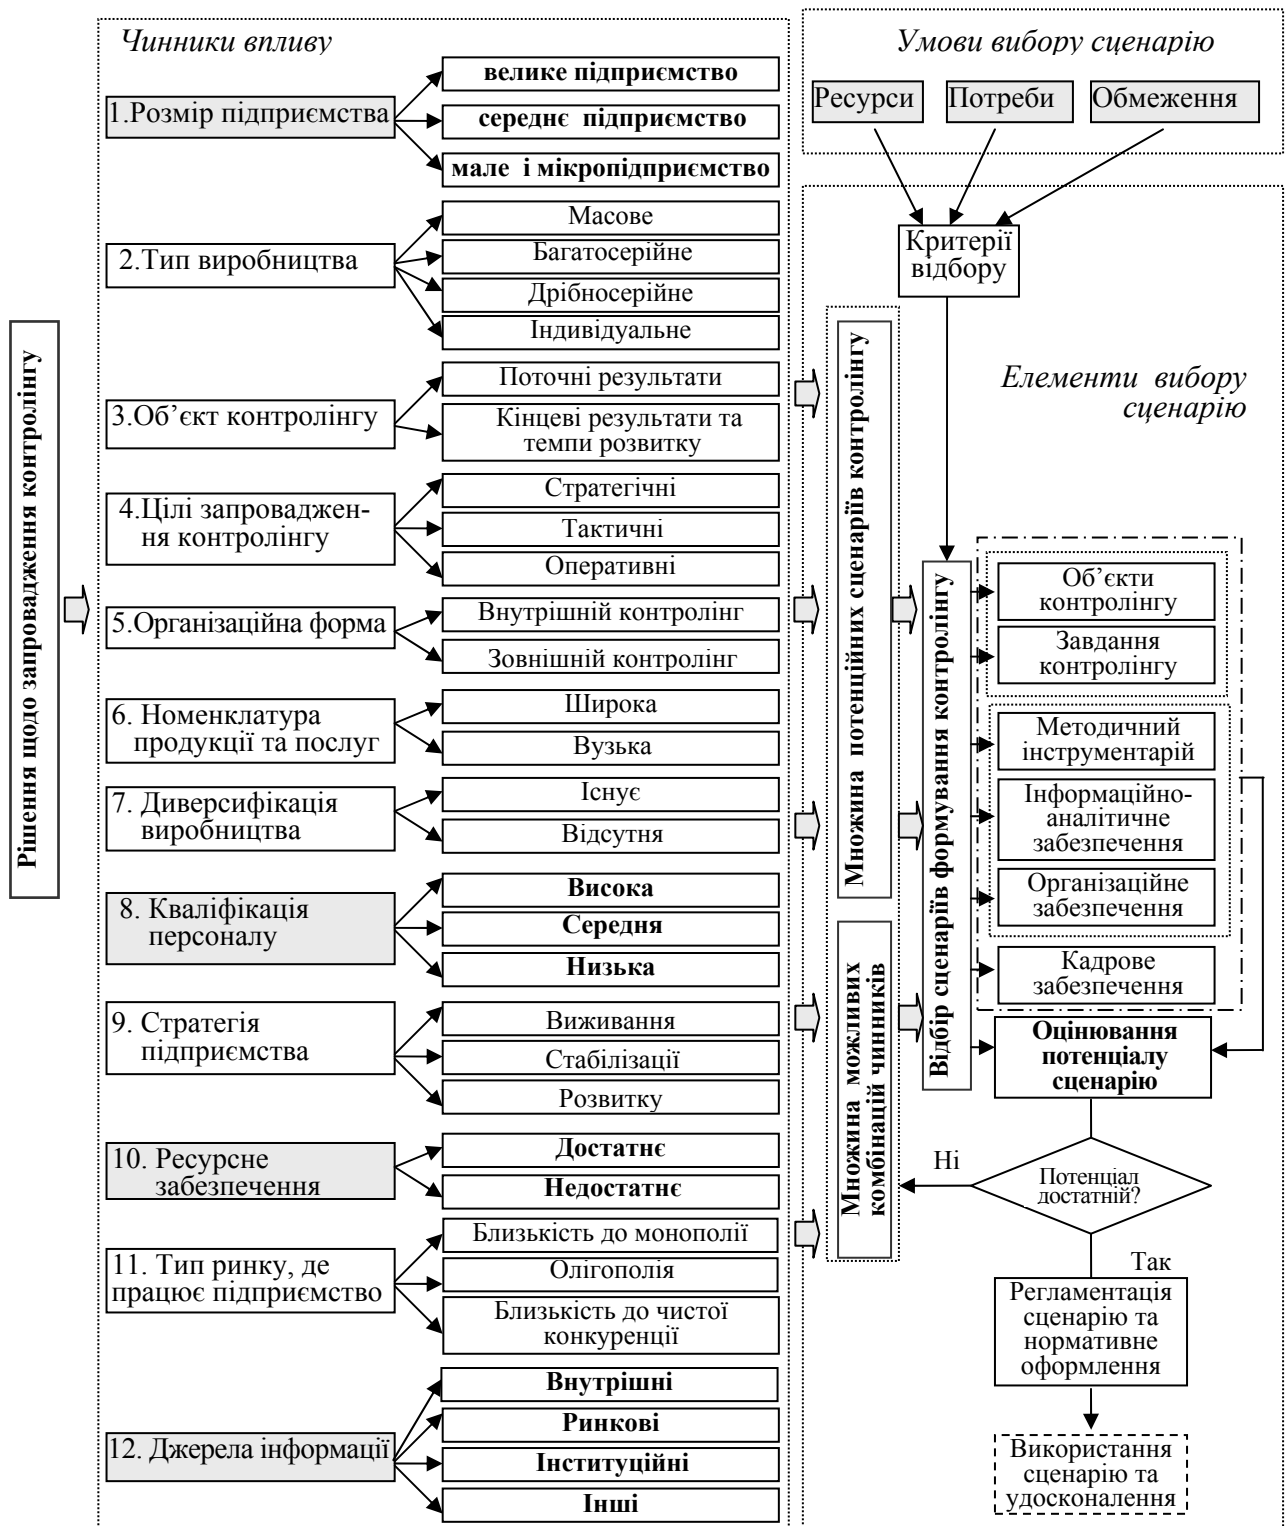 Рішення щодо запровадження контролінгу
Чинники впливу
1.Розмір підприємства
велике підприємство
середнє підприємство
мале і мікропідприємство
2.Тип виробництва
Масове
Багатосерійне
Дрібносерійне
Індивідуальне
3.Об’єкт контролінгу
Поточні результати
Кінцеві результати та
темпи розвитку
4.Цілі запроваджен-
ня контролінгу
Стратегічні
Тактичні
Оперативні
5.Організаційна форма
Внутрішній контролінг
Зовнішній контролінг
6. Номенклатура
продукції та послуг
Широка
Вузька
7. Диверсифікація
виробництва
Існує
Відсутня
8. Кваліфікація
персоналу
Висока
Середня
Низька
9. Стратегія
підприємства
Виживання
Стабілізації
Розвитку
10. Ресурсне
забезпечення
Достатнє
Недостатнє
11. Тип ринку, де
працює підприємство
Близькість до монополії
Олігополія
Близькість до чистої
конкуренції
12. Джерела інформації
Внутрішні
Ринкові
Інституційні
Інші
Множина потенційних сценаріїв контролінгу
Множина можливих
комбінацій чинників
Умови вибору сценарію
Ресурси
Потреби
Обмеження
Критерії
відбору
Елементи вибору
сценарію
Відбір сценаріїв формування контролінгу
Об’єкти
контролінгу
Завдання
контролінгу
Методичний
інструментарій
Інформаційно-
аналітичне
забезпечення
Організаційне
забезпечення
Кадрове
забезпечення
Оцінювання
потенціалу
сценарію
Ні
Потенціал
достатній?
Так
Регламентація
сценарію та
нормативне
оформлення
Використання
сценарію та
удосконалення